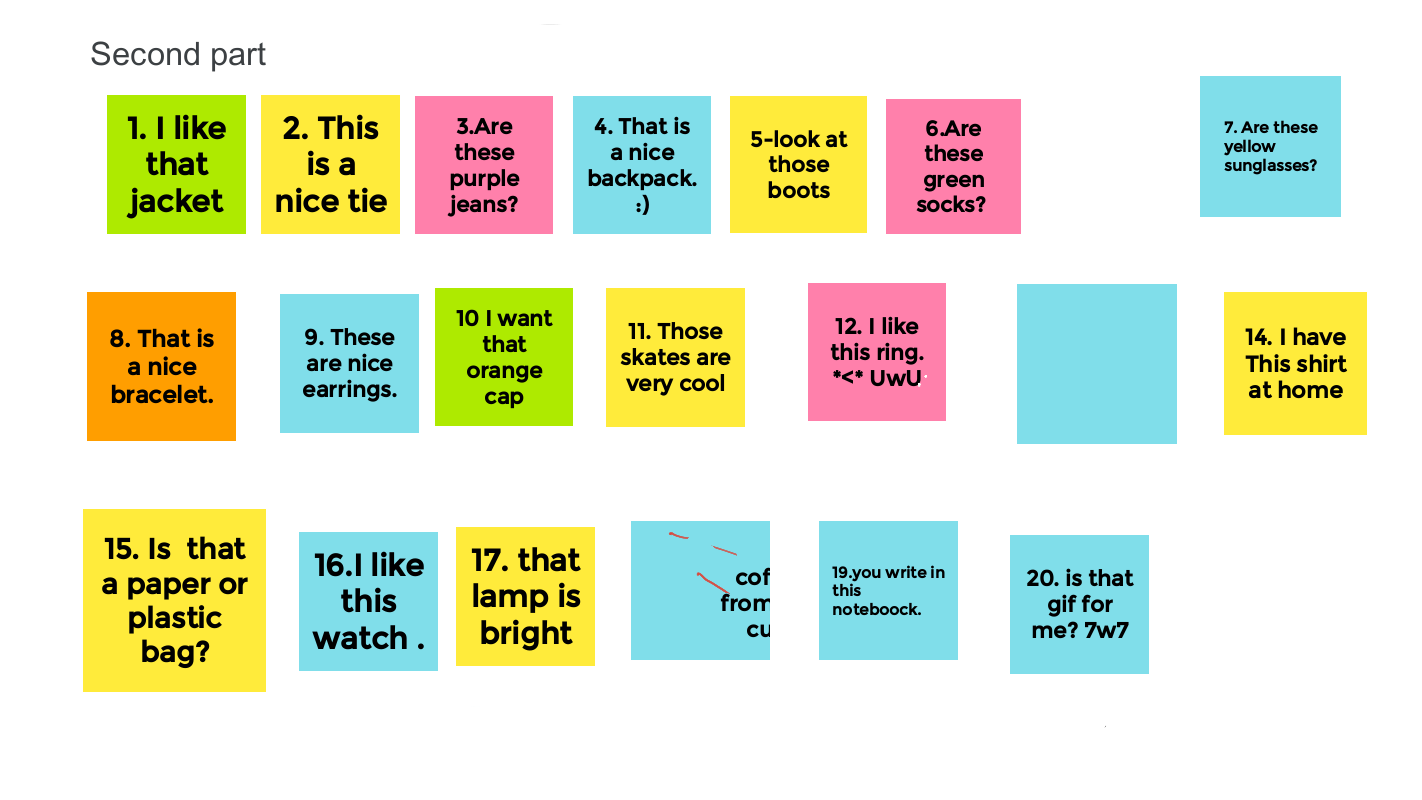 Second part
1. I like
that
jacket
2. This
is a
nice tie
3.Are
these
purple
jeans?
4. That is
a nice
backpack.
:)
5-look at
those
boots
6.Are
these
green
socks?
7. Are these
yellow
sunglasses?
8. That is
a nice
bracelet.
9. These
are nice
earrings.
10 I want
that
orange
cap
11. Those
skates are
very cool
12. I like
this ring.
*<* UwU
14. I have
This shirt
at home
15. Is that
a paper or
plastic
bag?
16.I like
this
watch .
17. that
lamp is
bright
cof
from
cu
19.you write in
this
noteboock.
20. is that
gif for
me? 7w7